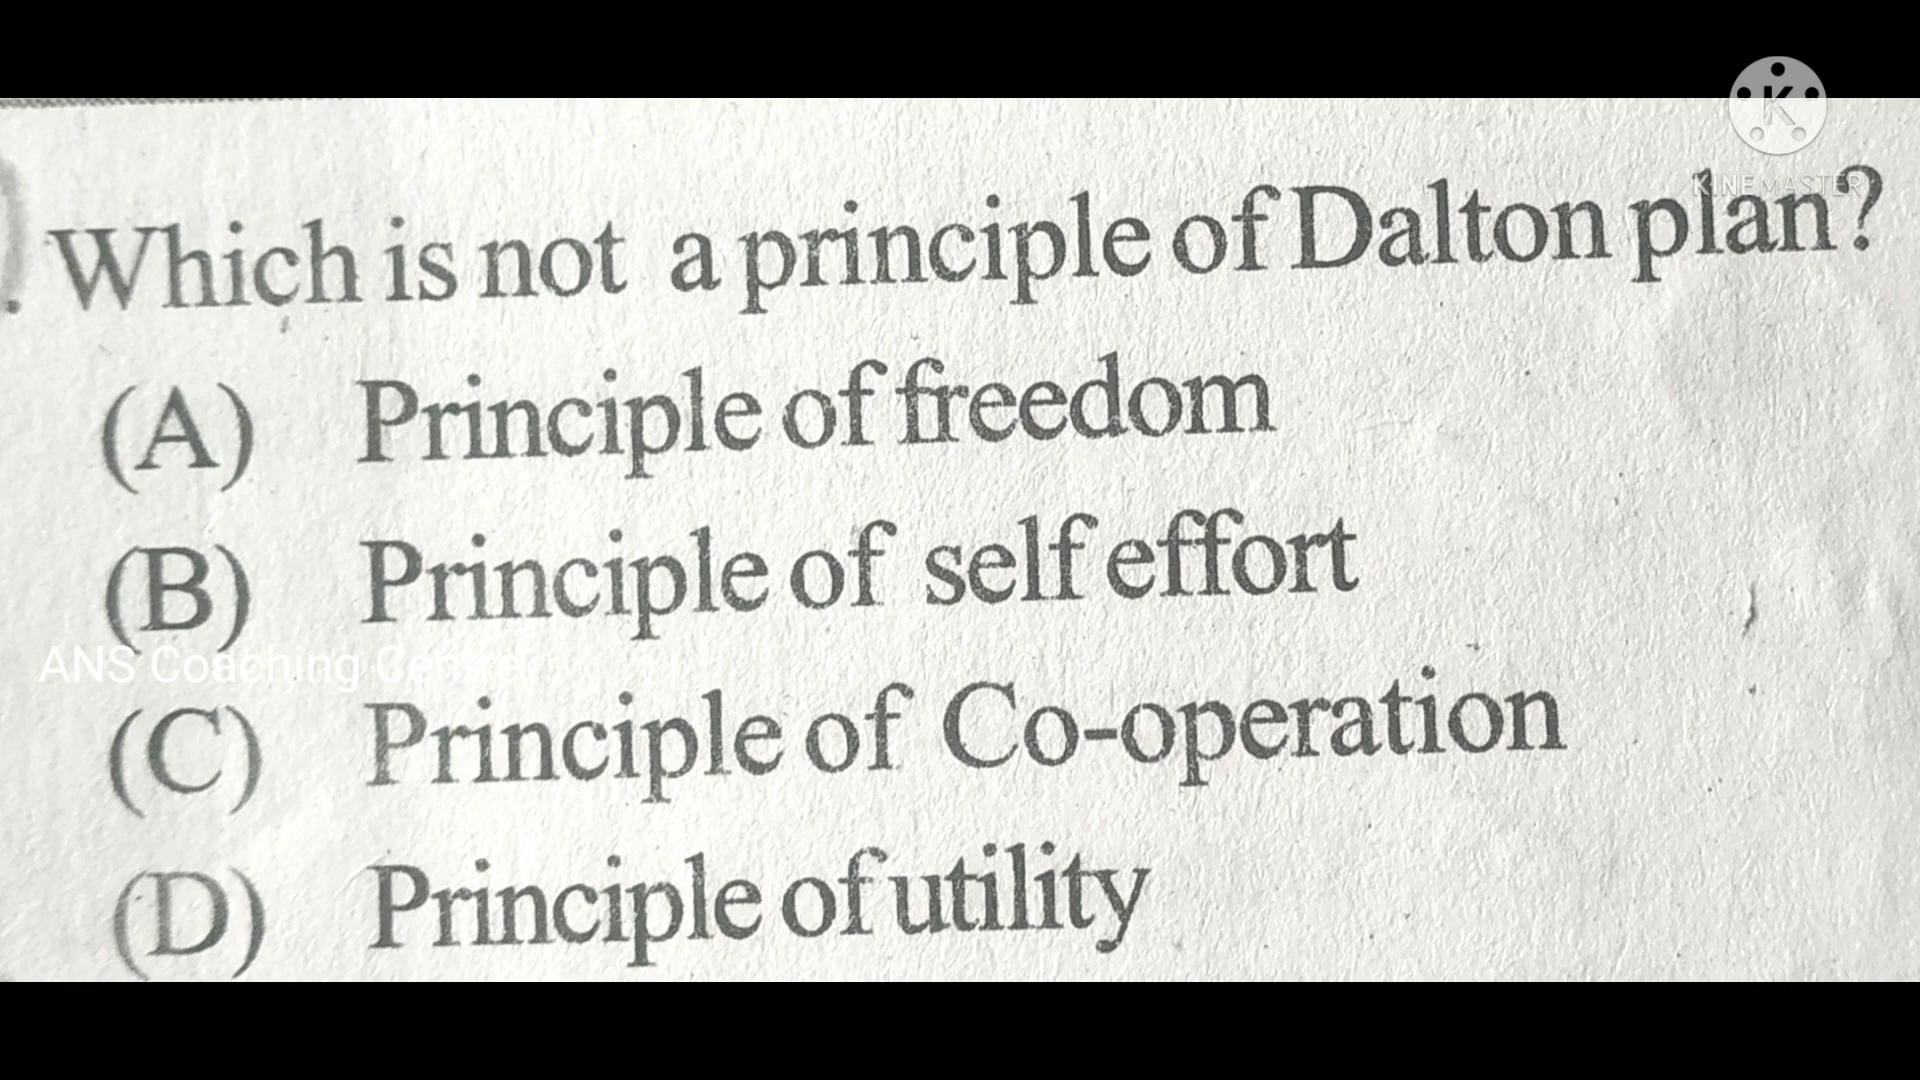 K
KINEMASTER
. Which is not a principle of Dalton plan?
(A) Principle of freedom
(B) Principle of self effort
ANS Coaching Centre
(C) Principle of Co-operation
(D) Principle of utility